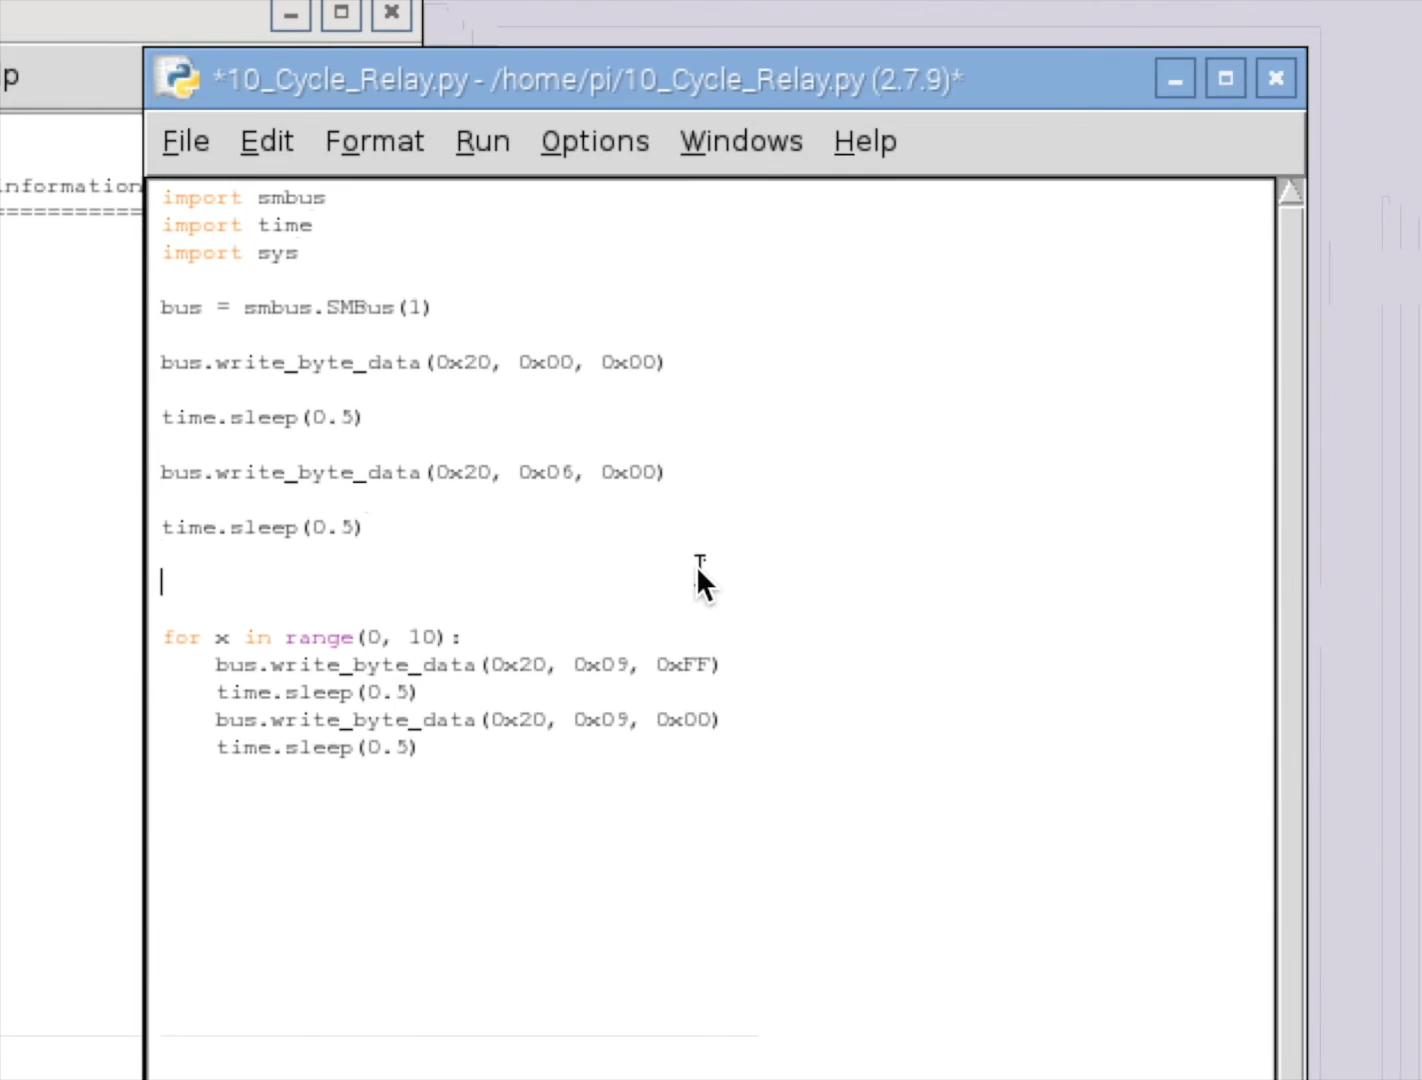 *10_Cycle_Relay.py - /home/pi/10_Cycle_Relay.py (2.7.9)*
p
File Edit Format Run Options Windows Help
information
===========
import smbus
import time
import sys
bus = smbus.SMBus(1)
bus.write_byte_data(0x20, 0x00, 0x00)
time.sleep(0.5)
bus.write_byte_data(0x20, 0x06, 0x00)
time.sleep(0.5)
for x in range(0, 10):
    bus.write_byte_data(0x20, 0x09, 0xFF)
    time.sleep(0.5)
    bus.write_byte_data(0x20, 0x09, 0x00)
    time.sleep(0.5)